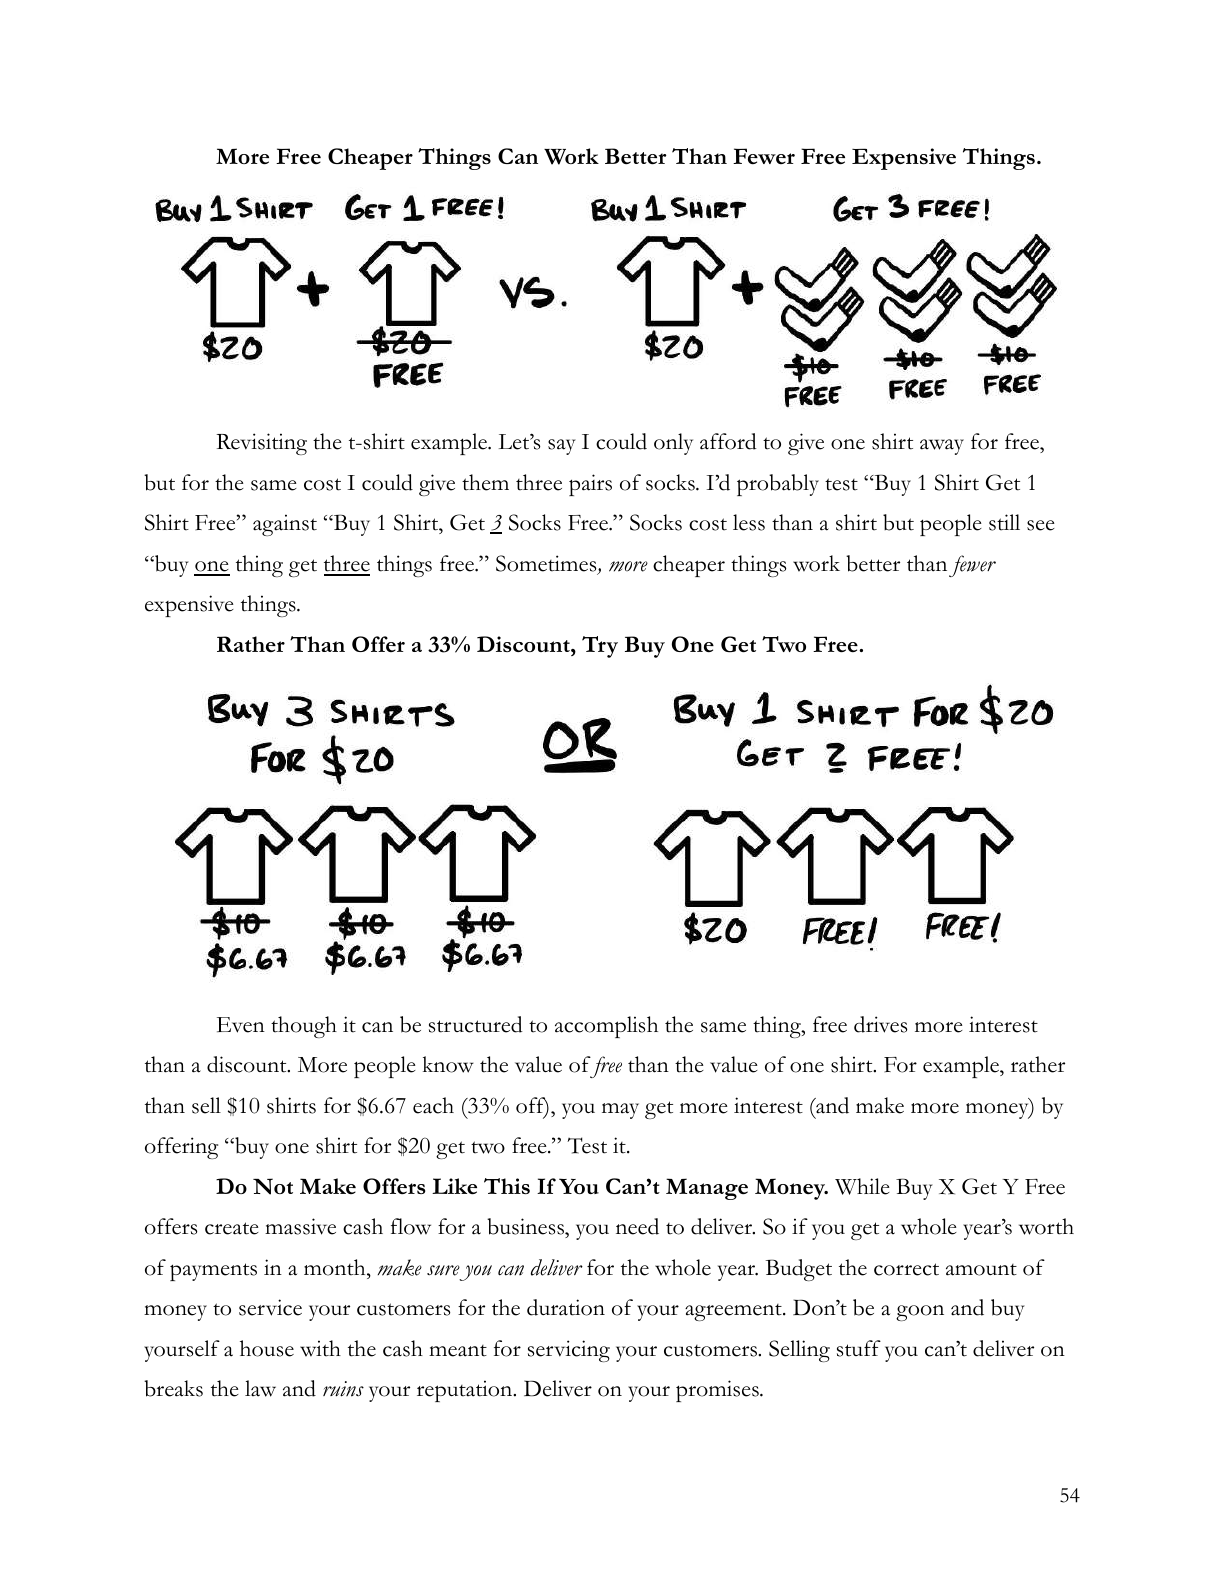 More Free Cheaper Things Can Work Better Than Fewer Free Expensive Things.
Buy 1 SHIRT GET 1 FREE! Buy 1 SHIRT GET 3 FREE!
+ VS. +
$20 $20 $20 $10 $10 $10
FREE FREE FREE FREE
Revisiting the t-shirt example. Let’s say I could only afford to give one shirt away for free,
but for the same cost I could give them three pairs of socks. I’d probably test “Buy 1 Shirt Get 1
Shirt Free” against “Buy 1 Shirt, Get 3 Socks Free.” Socks cost less than a shirt but people still see
“buy one thing get three things free.” Sometimes, more cheaper things work better than fewer
expensive things.
Rather Than Offer a 33% Discount, Try Buy One Get Two Free.
Buy 3 SHIRTS
FOR $20
OR
Buy 1 SHIRT FOR $20
GET 2 FREE!
$10 $10 $10
$6.67 $6.67 $6.67
$20 FREE! FREE!
Even though it can be structured to accomplish the same thing, free drives more interest
than a discount. More people know the value of free than the value of one shirt. For example, rather
than sell $10 shirts for $6.67 each (33% off), you may get more interest (and make more money) by
offering “buy one shirt for $20 get two free.” Test it.
Do Not Make Offers Like This If You Can’t Manage Money. While Buy X Get Y Free
offers create massive cash flow for a business, you need to deliver. So if you get a whole year’s worth
of payments in a month, make sure you can deliver for the whole year. Budget the correct amount of
money to service your customers for the duration of your agreement. Don’t be a goon and buy
yourself a house with the cash meant for servicing your customers. Selling stuff you can’t deliver on
breaks the law and ruins your reputation. Deliver on your promises.
54